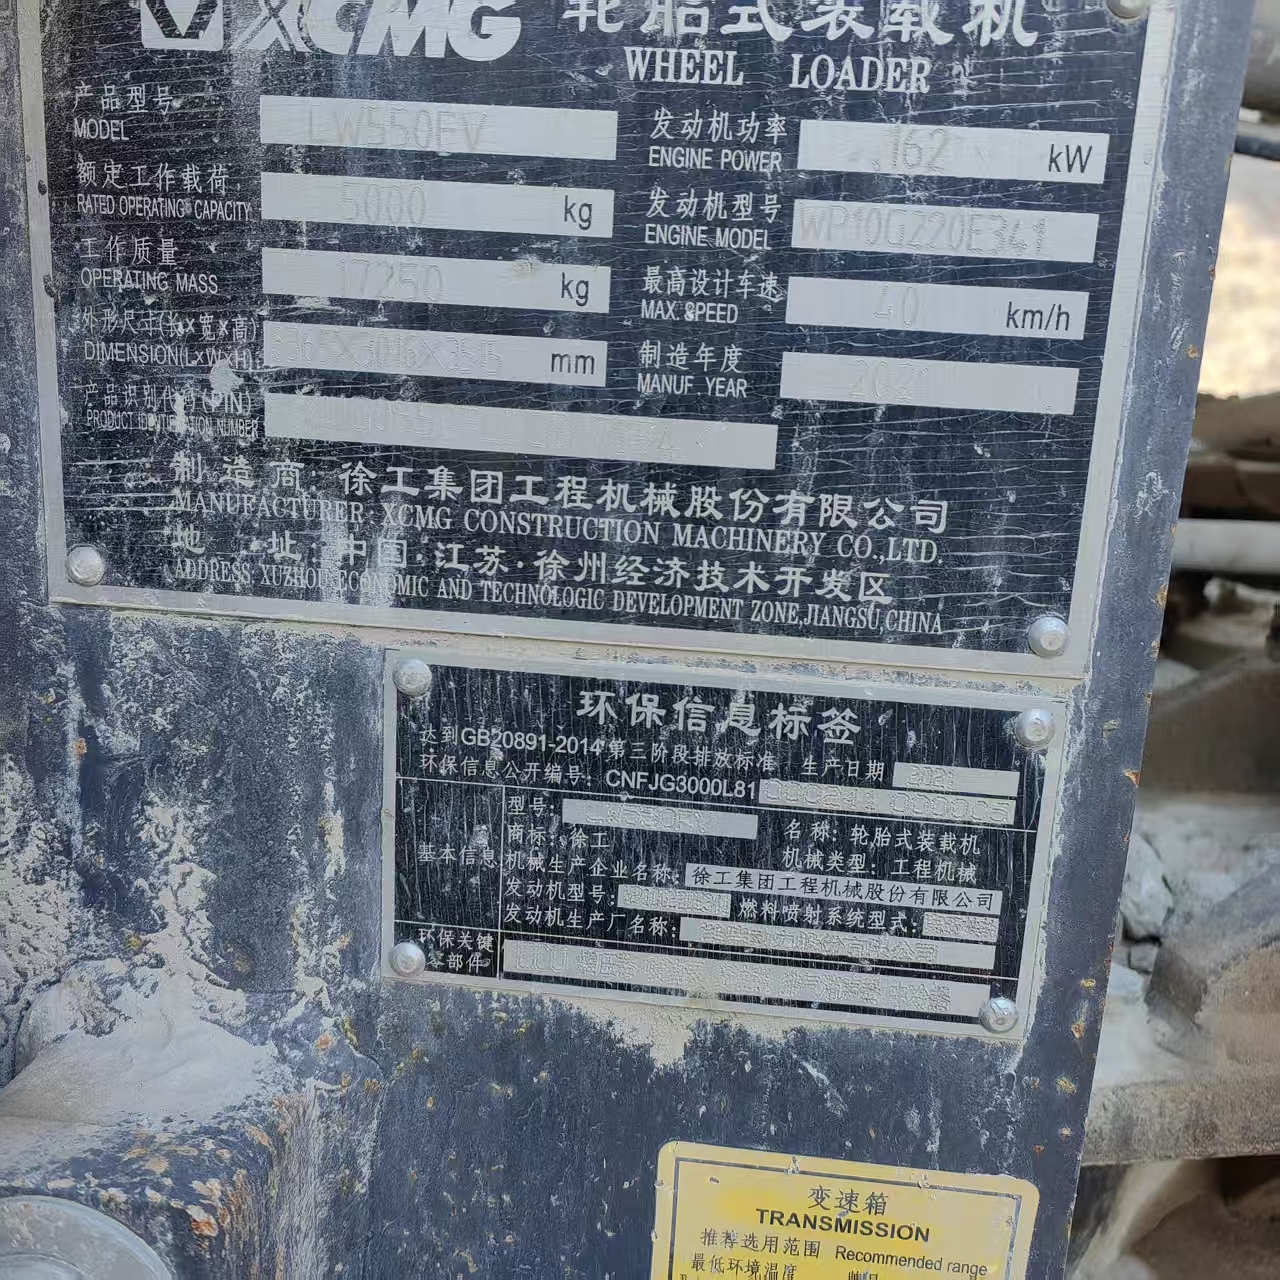 XCMG 轮胎式装载机
WHEEL LOADER
产品型号 LW550FV
MODEL
发动机功率 162 kW
ENGINE POWER
额定工作载荷 5000 kg
RATED OPERATING CAPACITY
发动机型号 WP10G220E341
ENGINE MODEL
工作质量 17250 kg
OPERATING MASS
最高设计车速 40 km/h
MAX. SPEED
外形尺寸(长×宽×高) mm
DIMENSION(L×W×H)
制造年度
MANUF. YEAR
产品识别代码(PIN)
PRODUCT IDENTIFICATION NUMBER
制造商:徐工集团工程机械股份有限公司
MANUFACTURER:XCMG CONSTRUCTION MACHINERY CO.,LTD.
地址:中国·江苏·徐州经济技术开发区
ADDRESS:XUZHOU ECONOMIC AND TECHNOLOGIC DEVELOPMENT ZONE,JIANGSU,CHINA
环保信息标签
达到GB20891-2014 第三阶段排放标准 生产日期 2021
环保信息公开编号: CNFJG3000L81
型号:
商标: 徐工
名称: 轮胎式装载机
基本信息
机械类型: 工程机械
机械生产企业名称: 徐工集团工程机械股份有限公司
发动机型号: 燃料喷射系统型式:
发动机生产厂名称:
环保关键
零部件
变速箱
TRANSMISSION
推荐选用范围 Recommended range
最低环境温度